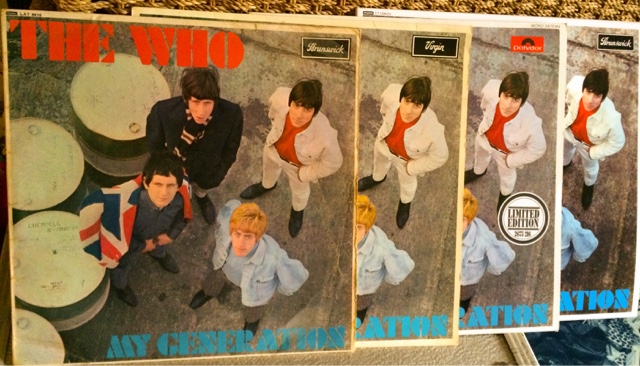 THE WHO
Brunswick
MY GENERATION
Virgin
RATION
Polydor
LIMITED
EDITION
RATION
Brunswick
ATION